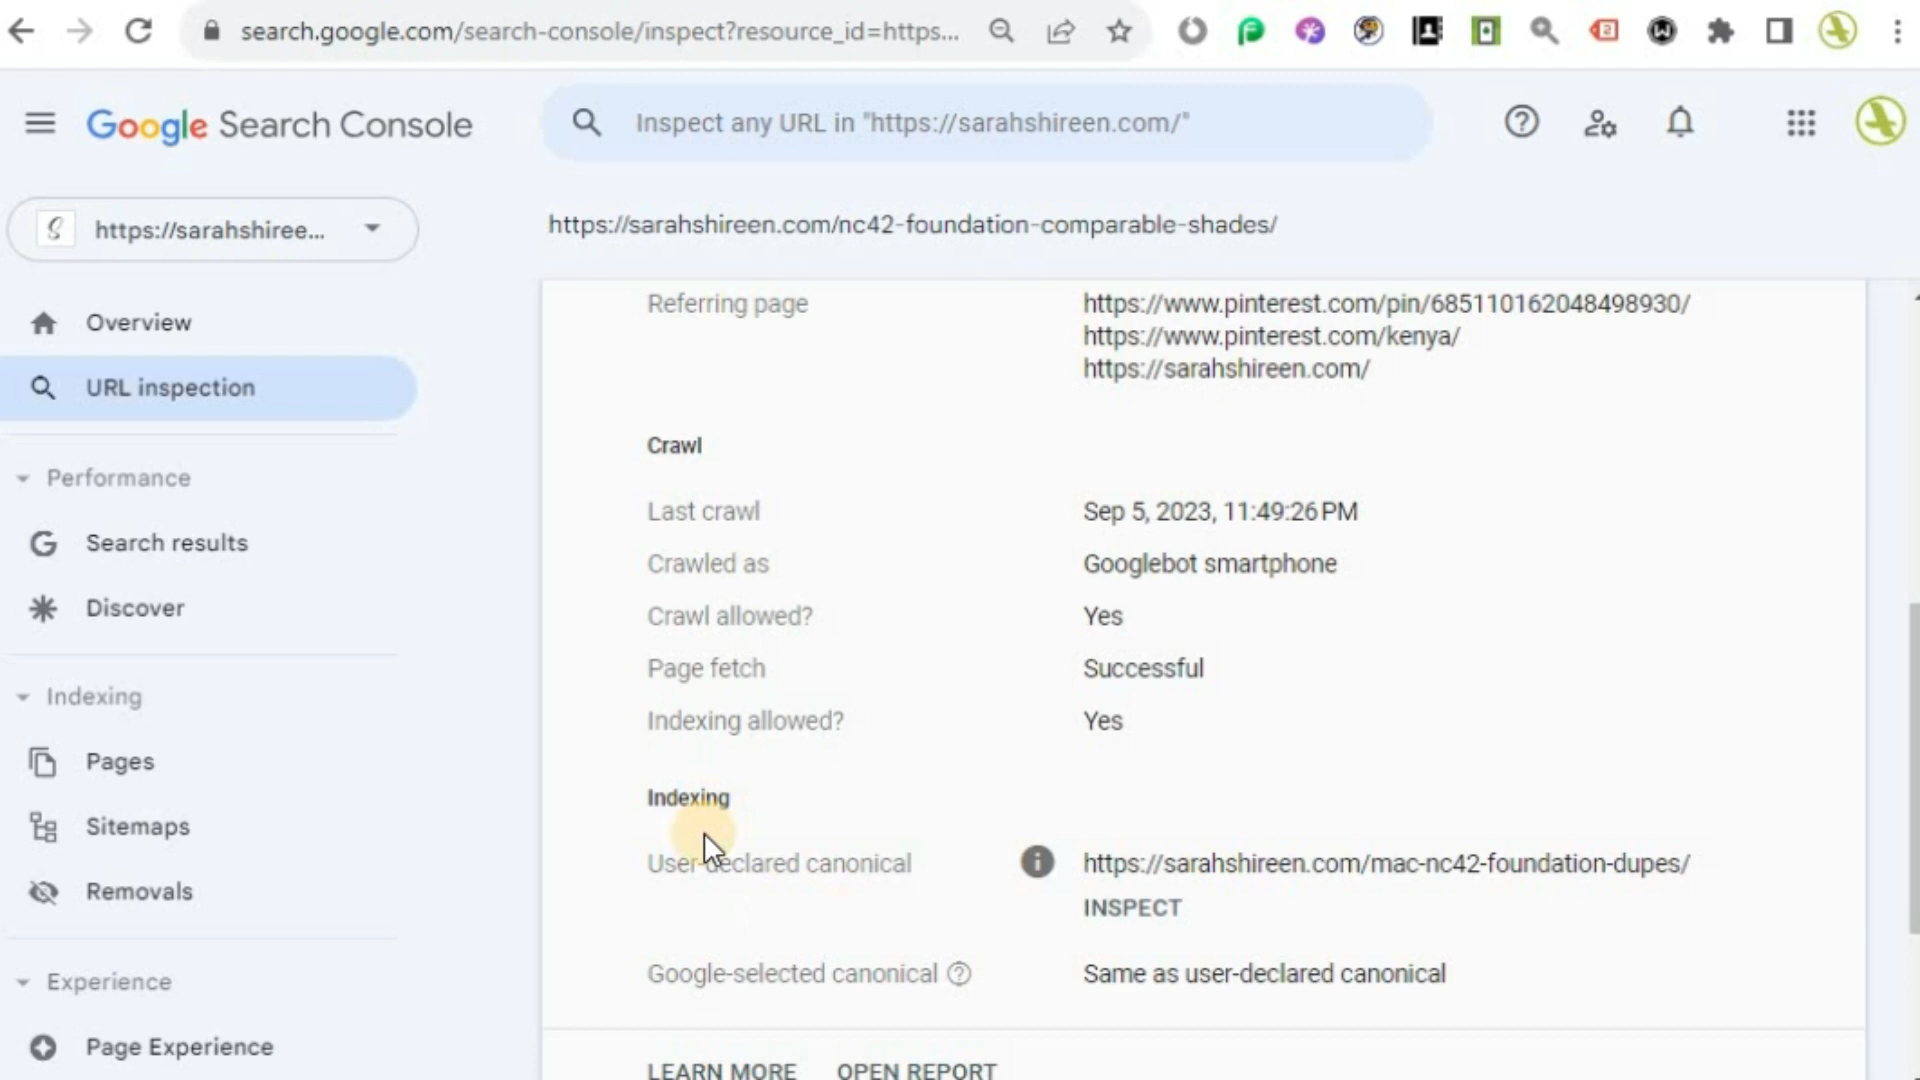 search.google.com/search-console/inspect?resource_id=https...
Google Search Console
Inspect any URL in "https://sarahshireen.com/"
https://sarahshiree...
https://sarahshireen.com/nc42-foundation-comparable-shades/
Overview
URL inspection
Performance
Search results
Discover
Indexing
Pages
Sitemaps
Removals
Experience
Page Experience
Referring page
https://www.pinterest.com/pin/685110162048498930/
https://www.pinterest.com/kenya/
https://sarahshireen.com/
Crawl
Last crawl Sep 5, 2023, 11:49:26 PM
Crawled as Googlebot smartphone
Crawl allowed? Yes
Page fetch Successful
Indexing allowed? Yes
Indexing
User-declared canonical https://sarahshireen.com/mac-nc42-foundation-dupes/
INSPECT
Google-selected canonical Same as user-declared canonical
LEARN MORE OPEN REPORT